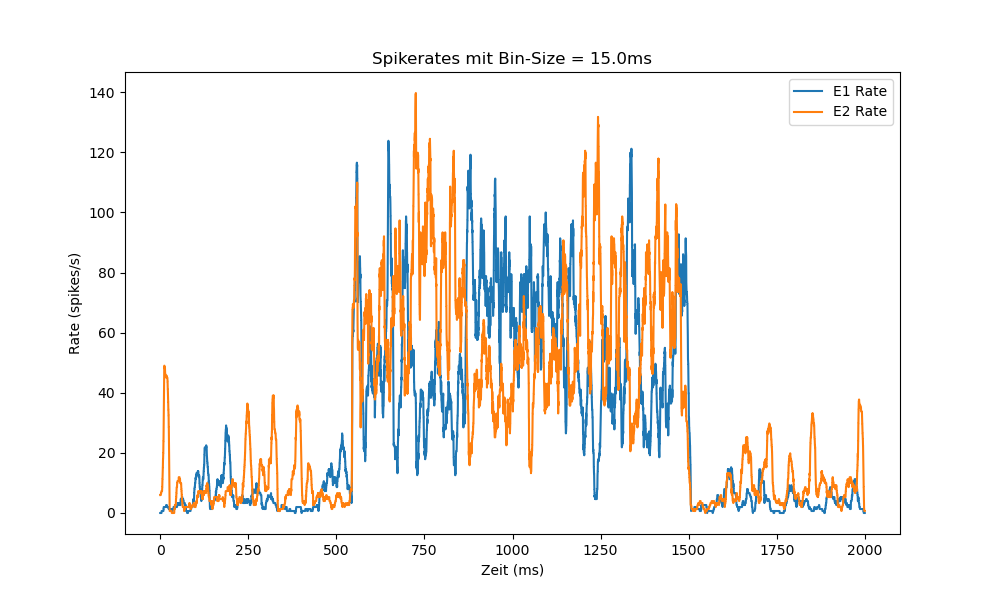 Spikerates mit Bin-Size = 15.0ms
E1 Rate
E2 Rate
Rate (spikes/s)
140
120
100
80
60
40
20
0
0 250 500 750 1000 1250 1500 1750 2000
Zeit (ms)